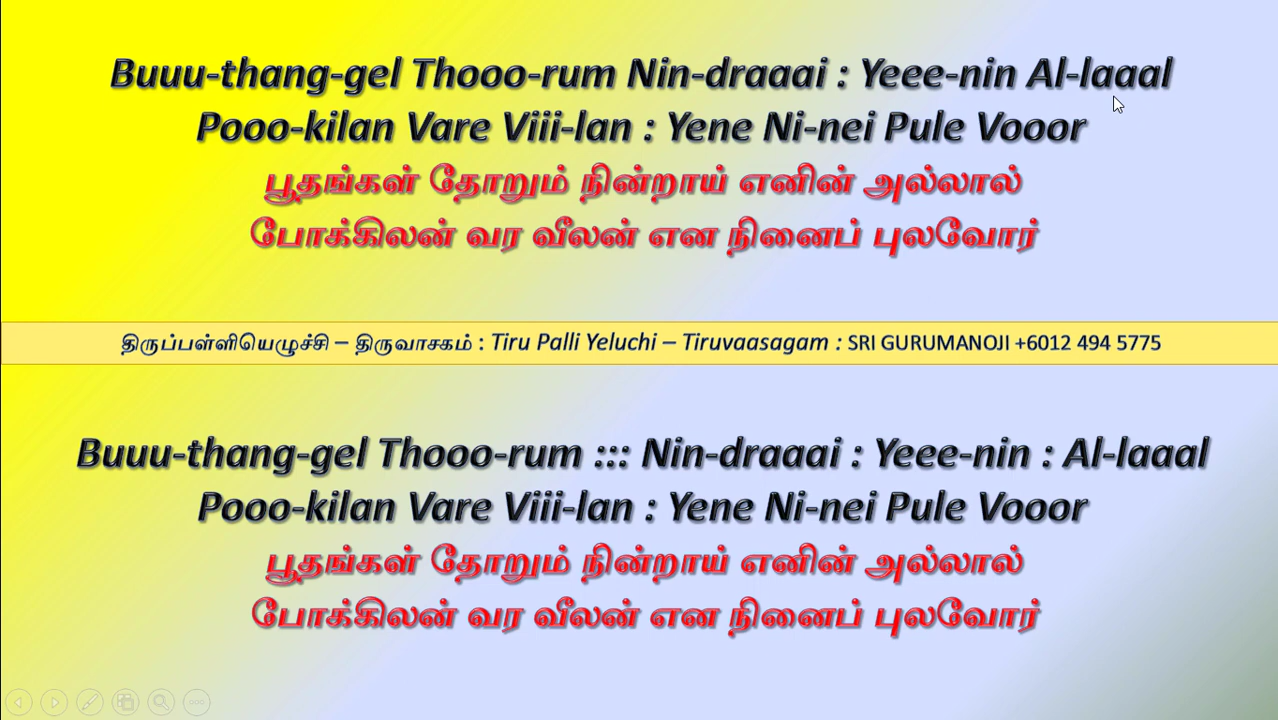 Buuu-thang-gel Thooo-rum Nin-draaai : Yeee-nin Al-laaal
Pooo-kilan Vare Viii-lan : Yene Ni-nei Pule Vooor
பூதங்கள் தோறும் நின்றாய் எனின் அல்லால்
போக்கிலன் வர வீலன் என நினைப் புலவோர்
திருப்பள்ளியெழுச்சி – திருவாசகம் : Tiru Palli Yeluchi – Tiruvaasagam : SRI GURUMANOJI +6012 494 5775
Buuu-thang-gel Thooo-rum ::: Nin-draaai : Yeee-nin : Al-laaal
Pooo-kilan Vare Viii-lan : Yene Ni-nei Pule Vooor
பூதங்கள் தோறும் நின்றாய் எனின் அல்லால்
போக்கிலன் வர வீலன் என நினைப் புலவோர்